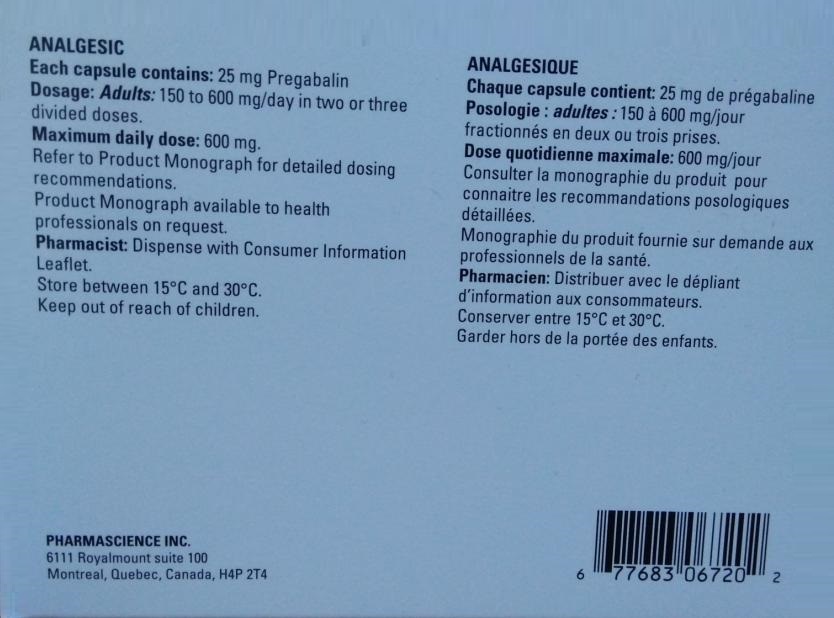 ANALGESIC
Each capsule contains: 25 mg Pregabalin
Dosage: Adults: 150 to 600 mg/day in two or three
divided doses.
Maximum daily dose: 600 mg.
Refer to Product Monograph for detailed dosing
recommendations.
Product Monograph available to health
professionals on request.
Pharmacist: Dispense with Consumer Information
Leaflet.
Store between 15°C and 30°C.
Keep out of reach of children.
ANALGESIQUE
Chaque capsule contient: 25 mg de prégabaline
Posologie : adultes : 150 à 600 mg/jour
fractionnés en deux ou trois prises.
Dose quotidienne maximale: 600 mg/jour
Consulter la monographie du produit pour
connaitre les recommandations posologiques
détaillées.
Monographie du produit fournie sur demande aux
professionnels de la santé.
Pharmacien: Distribuer avec le dépliant
d'information aux consommateurs.
Conserver entre 15°C et 30°C.
Garder hors de la portée des enfants.
PHARMASCIENCE INC.
6111 Royalmount suite 100
Montreal, Quebec, Canada, H4P 2T4
6 77683 06720 2